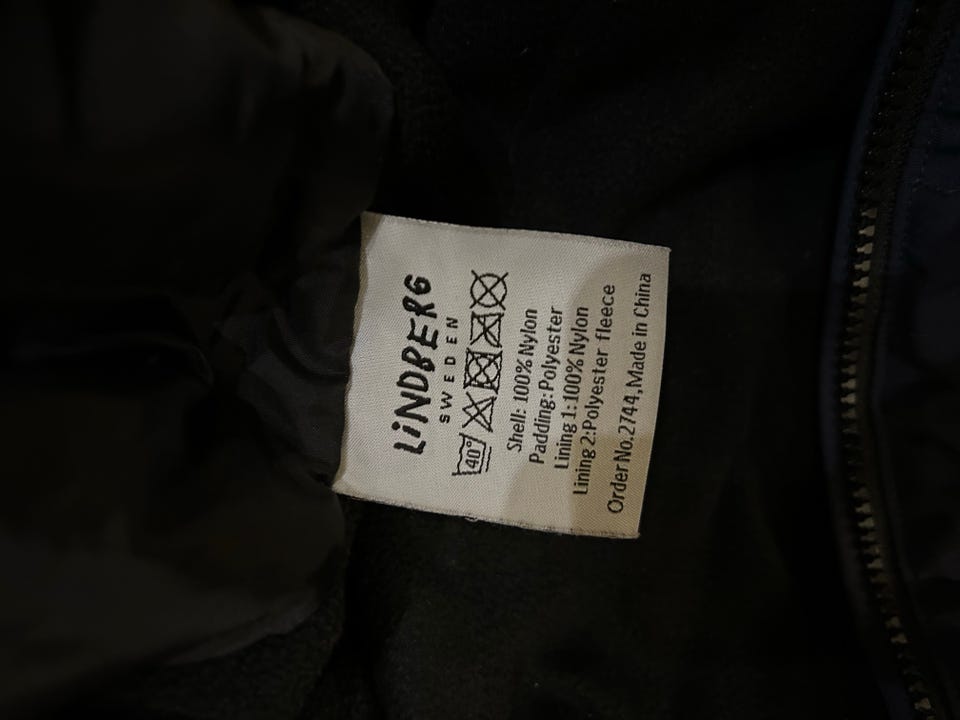 LiNDBERG
SWEDEN
40°
Shell: 100% Nylon
Padding:Polyester
Lining 1: 100% Nylon
Lining 2:Polyester fleece
Order No.2744,Made in China